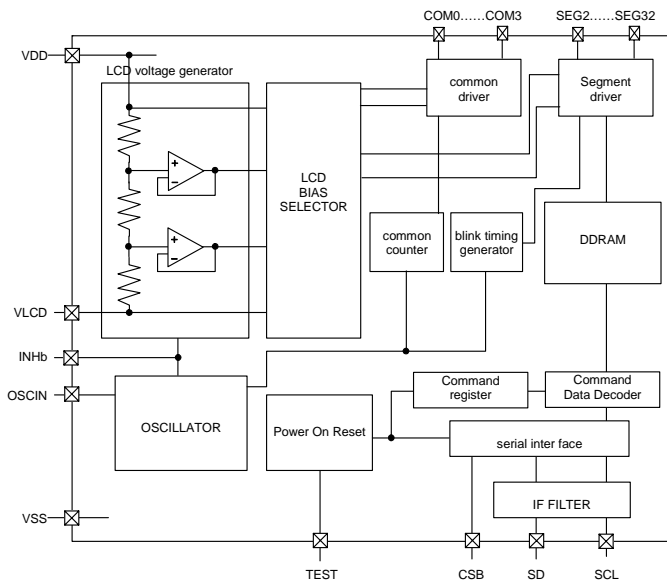 COM0......COM3
SEG2......SEG32
VDD
LCD voltage generator
common
driver
Segment
driver
+
−
LCD
BIAS
SELECTOR
+
−
common
counter
blink timing
generator
DDRAM
VLCD
INHb
OSCIN
OSCILLATOR
Command
register
Command
Data Decoder
Power On Reset
serial inter face
IF FILTER
VSS
TEST
CSB
SD
SCL